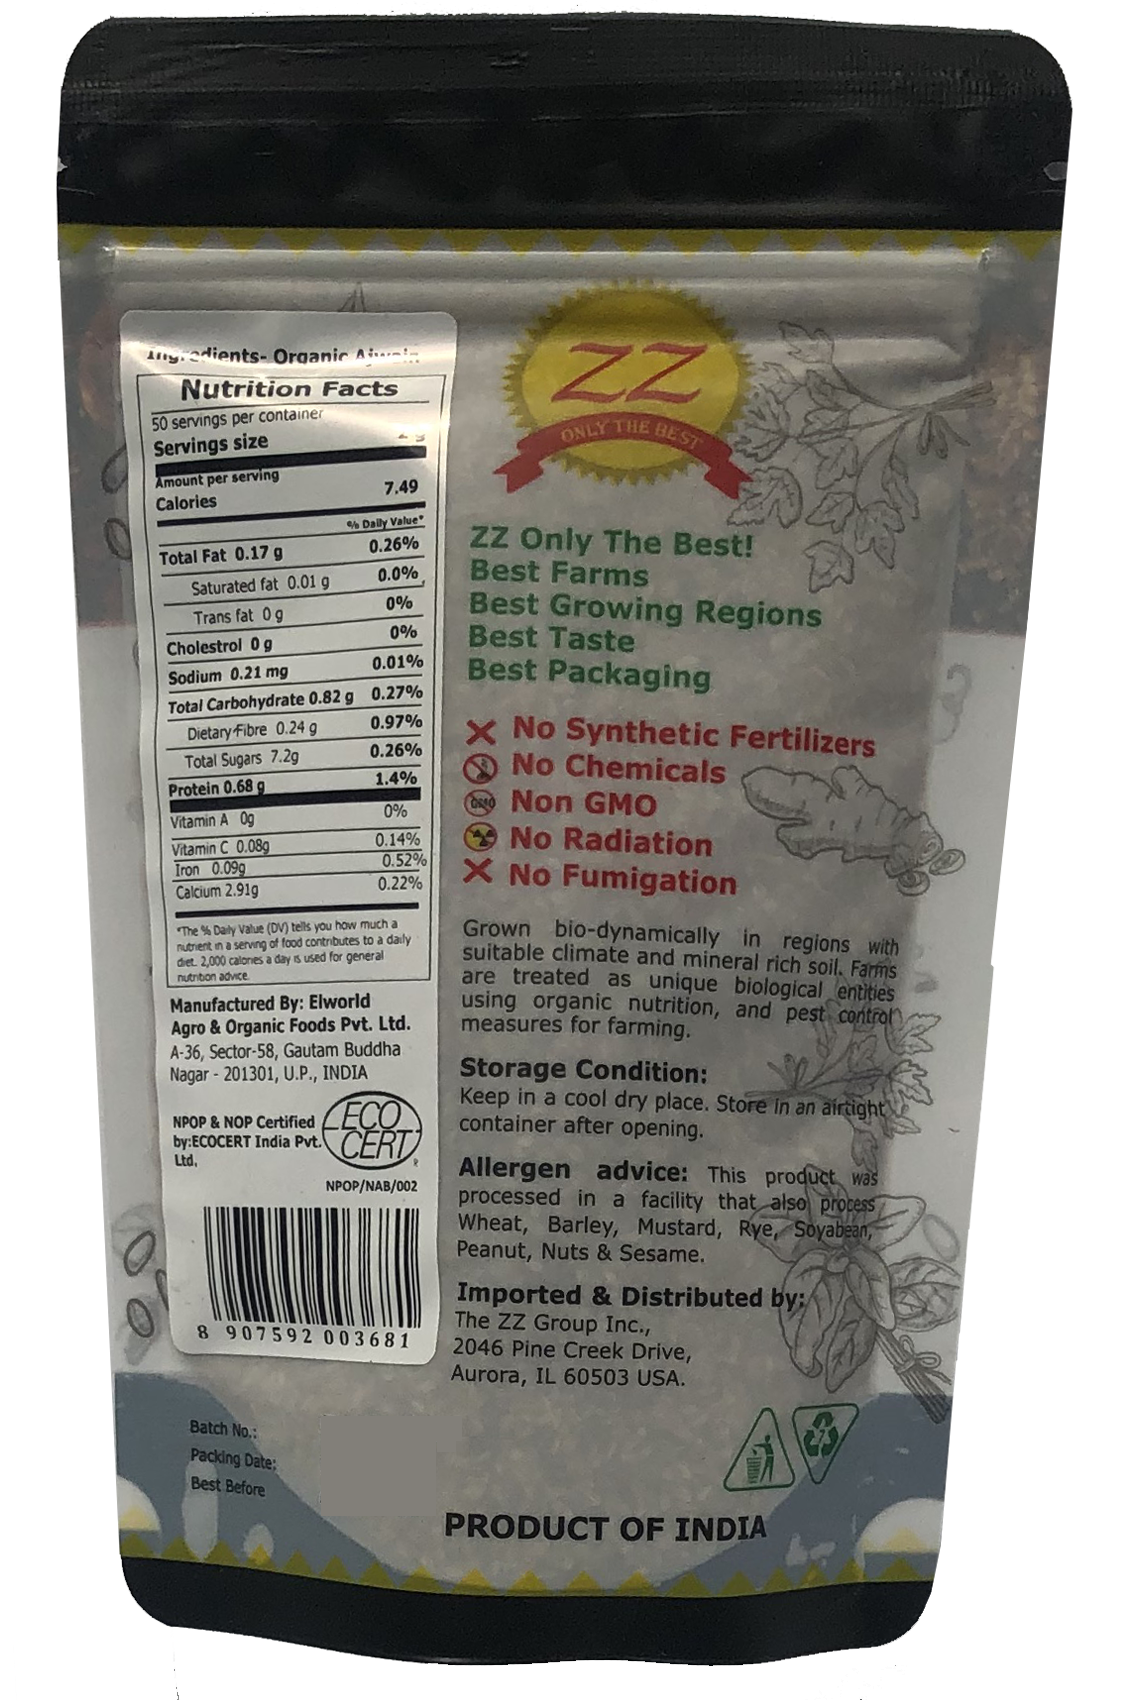 Ingredients- Organic Ajwain
Nutrition Facts
50 servings per container
Servings size 2 g
Amount per serving
Calories 7.49
% Daily Value*
Total Fat 0.17 g 0.26%
Saturated fat 0.01 g 0.0%
Trans fat 0 g 0%
Cholestrol 0 g 0%
Sodium 0.21 mg 0.01%
Total Carbohydrate 0.82 g 0.27%
Dietary Fibre 0.24 g 0.97%
Total Sugars 7.2g 0.26%
Protein 0.68 g 1.4%
Vitamin A 0g 0%
Vitamin C 0.08g 0.14%
Iron 0.09g 0.52%
Calcium 2.91g 0.22%
*The % Daily Value (DV) tells you how much a
nutrient in a serving of food contributes to a daily
diet. 2,000 calories a day is used for general
nutrition advice.
Manufactured By: Elworld
Agro & Organic Foods Pvt. Ltd.
A-36, Sector-58, Gautam Buddha
Nagar - 201301, U.P., INDIA
NPOP & NOP Certified
by:ECOCERT India Pvt.
Ltd.
ECO
CERT
®
NPOP/NAB/002
8 907592 003681
ZZ
ONLY THE BEST
ZZ Only The Best!
Best Farms
Best Growing Regions
Best Taste
Best Packaging
No Synthetic Fertilizers
No Chemicals
GMO
Non GMO
No Radiation
No Fumigation
Grown bio-dynamically in regions with
suitable climate and mineral rich soil. Farms
are treated as unique biological entities
using organic nutrition, and pest control
measures for farming.
Storage Condition:
Keep in a cool dry place. Store in an airtight
container after opening.
Allergen advice: This product was
processed in a facility that also process
Wheat, Barley, Mustard, Rye, Soyabean,
Peanut, Nuts & Sesame.
Imported & Distributed by:
The ZZ Group Inc.,
2046 Pine Creek Drive,
Aurora, IL 60503 USA.
Batch No.:
Packing Date:
Best Before
7
PRODUCT OF INDIA